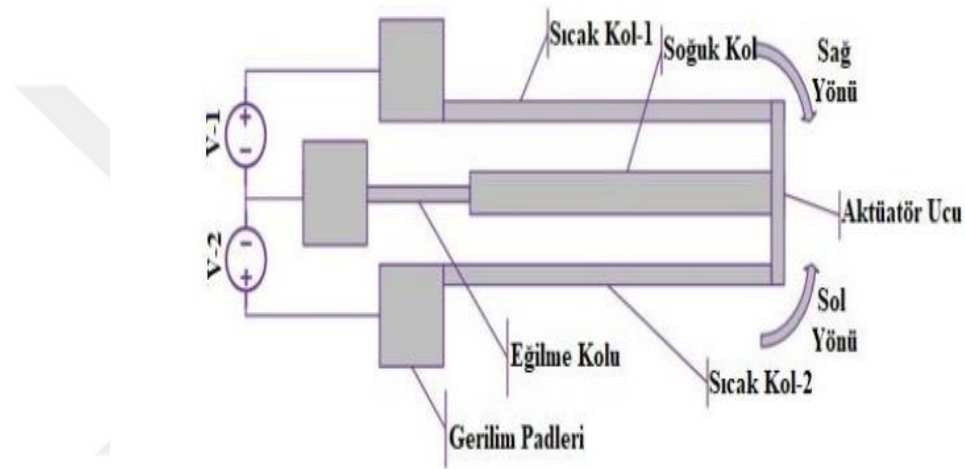 Sıcak Kol-1
Soğuk Kol
Sağ
Yönü
+
V-1
-
-
V-2
+
Aktüatör Ucu
Sol
Yönü
Eğilme Kolu
Sıcak Kol-2
Gerilim Padleri